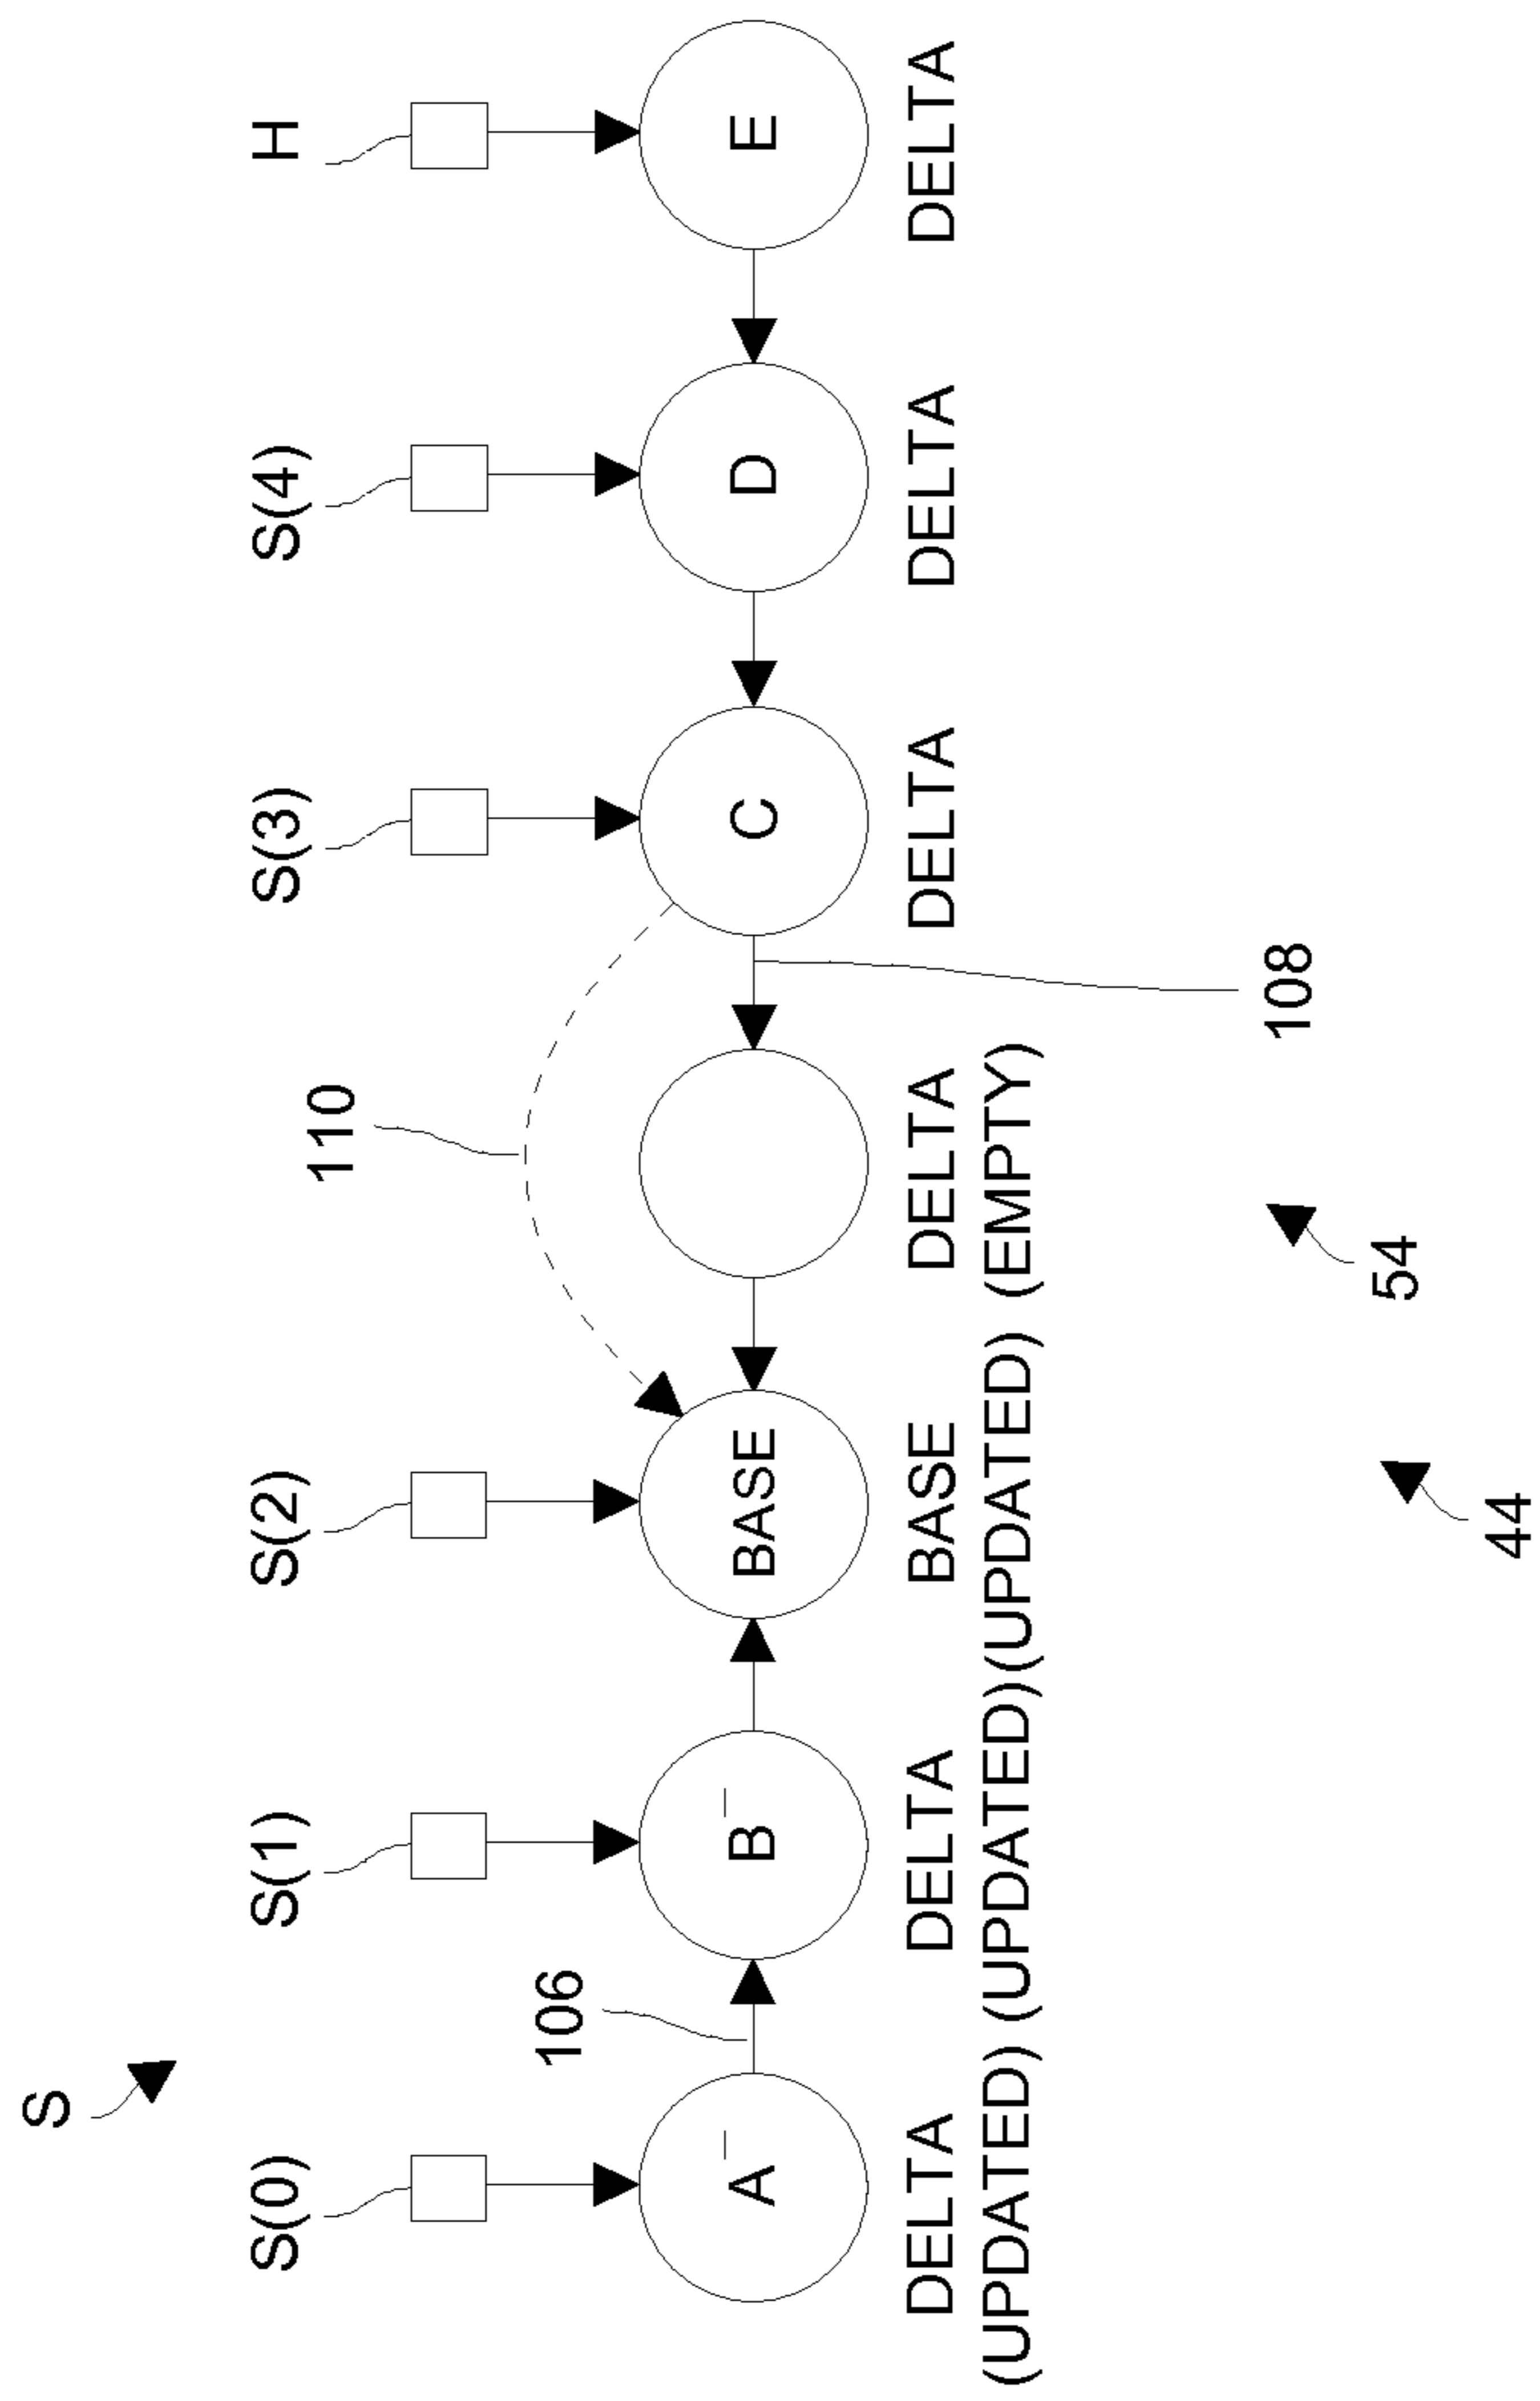 S
S(0)
S(1)
S(2)
S(3)
S(4)
H
110
106
A⁻
B⁻
BASE
C
D
E
DELTA
(UPDATED)
DELTA
(UPDATED)
BASE
(UPDATED)
DELTA
(EMPTY)
DELTA
DELTA
DELTA
108
54
44